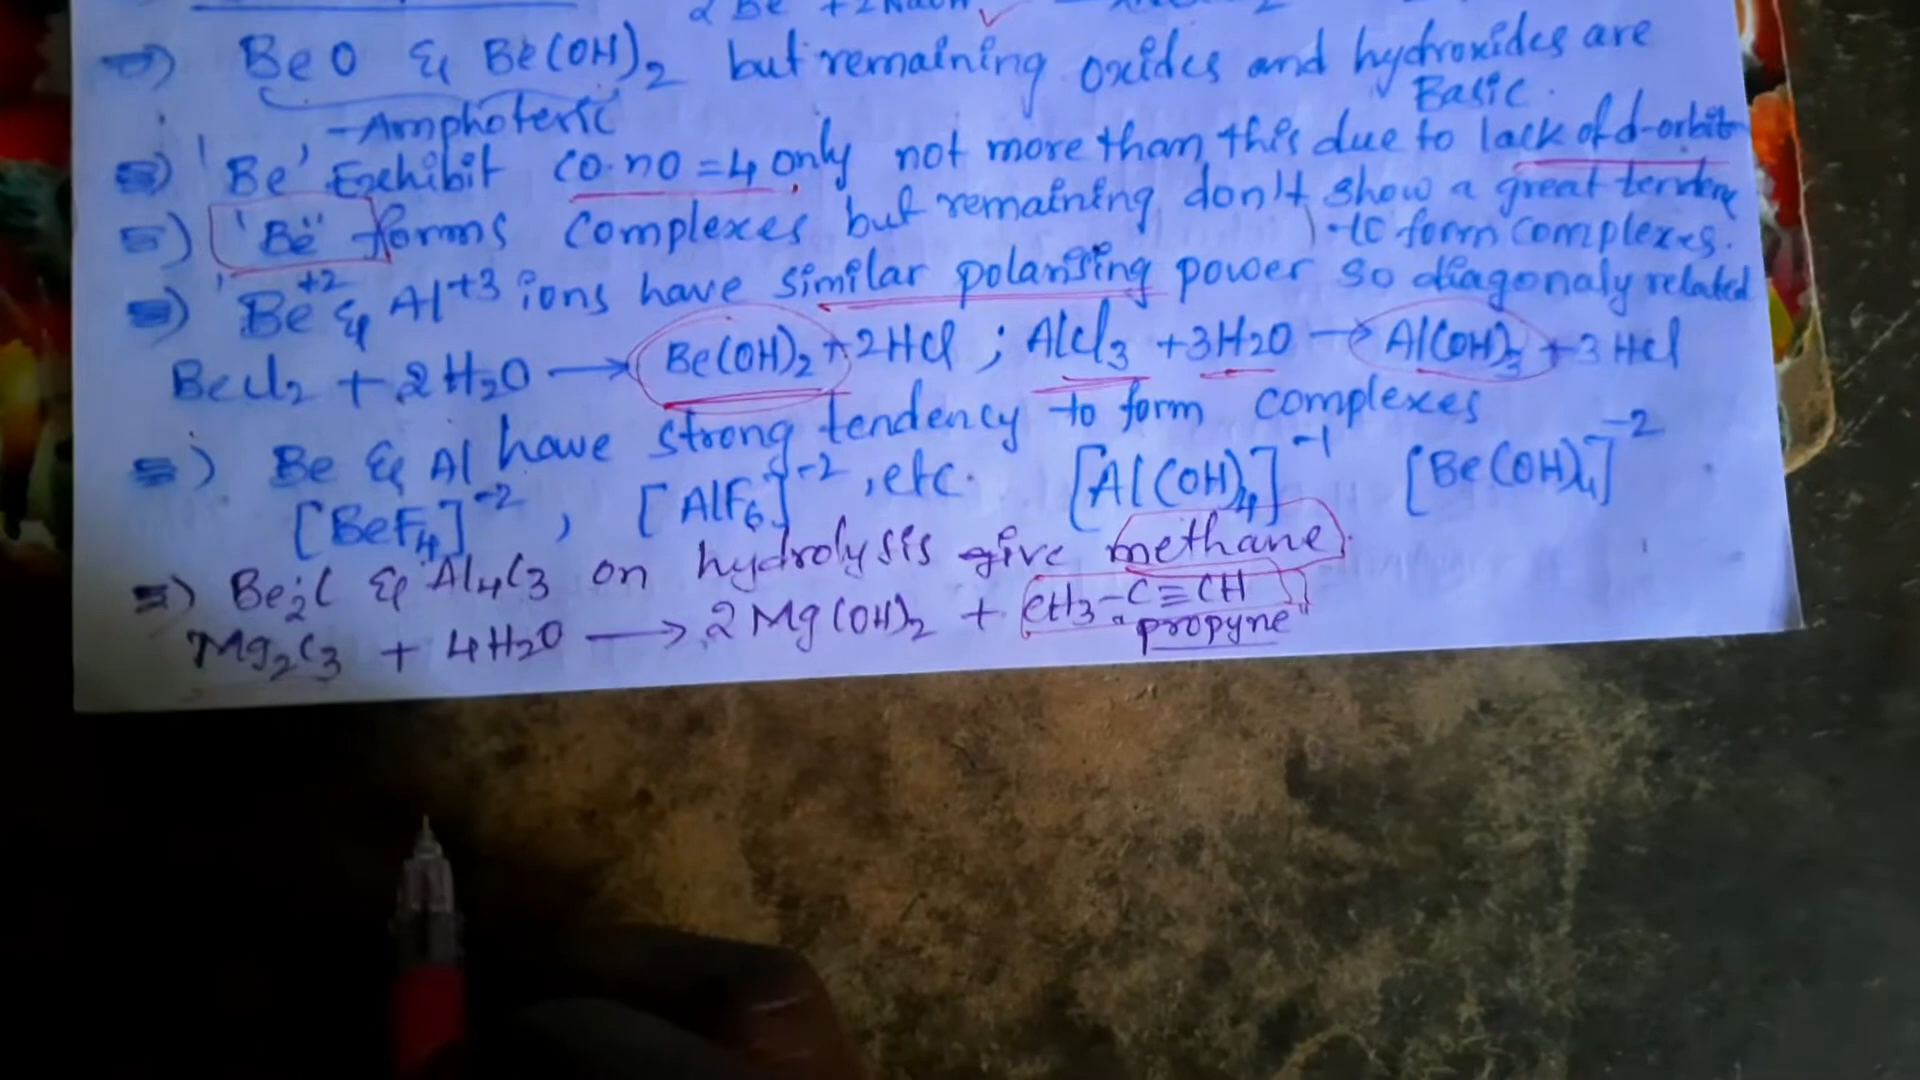 2 Be + 2NaOH
BeO & Be(OH)2 but remaining oxides and hydroxides are
Amphoteric Basic.
'Be' Exhibit co.no = 4 only not more than this due to lack of d-orbit
'Be' forms complexes but remaining don't show a great tendency
to form complexes.
Be+2 & Al+3 ions have similar polarising power so diagonaly related
BeCl2 + 2H2O → Be(OH)2 + 2HCl ; AlCl3 + 3H2O → Al(OH)3 + 3HCl
Be & Al have strong tendency to form complexes
[BeF4]-2, [AlF6]-2, etc. [Al(OH)4]-1 [Be(OH)4]-2
Be2C & Al4C3 on hydrolysis give methane.
Mg2C3 + 4H2O → 2Mg(OH)2 + CH3-C≡CH
"propyne"